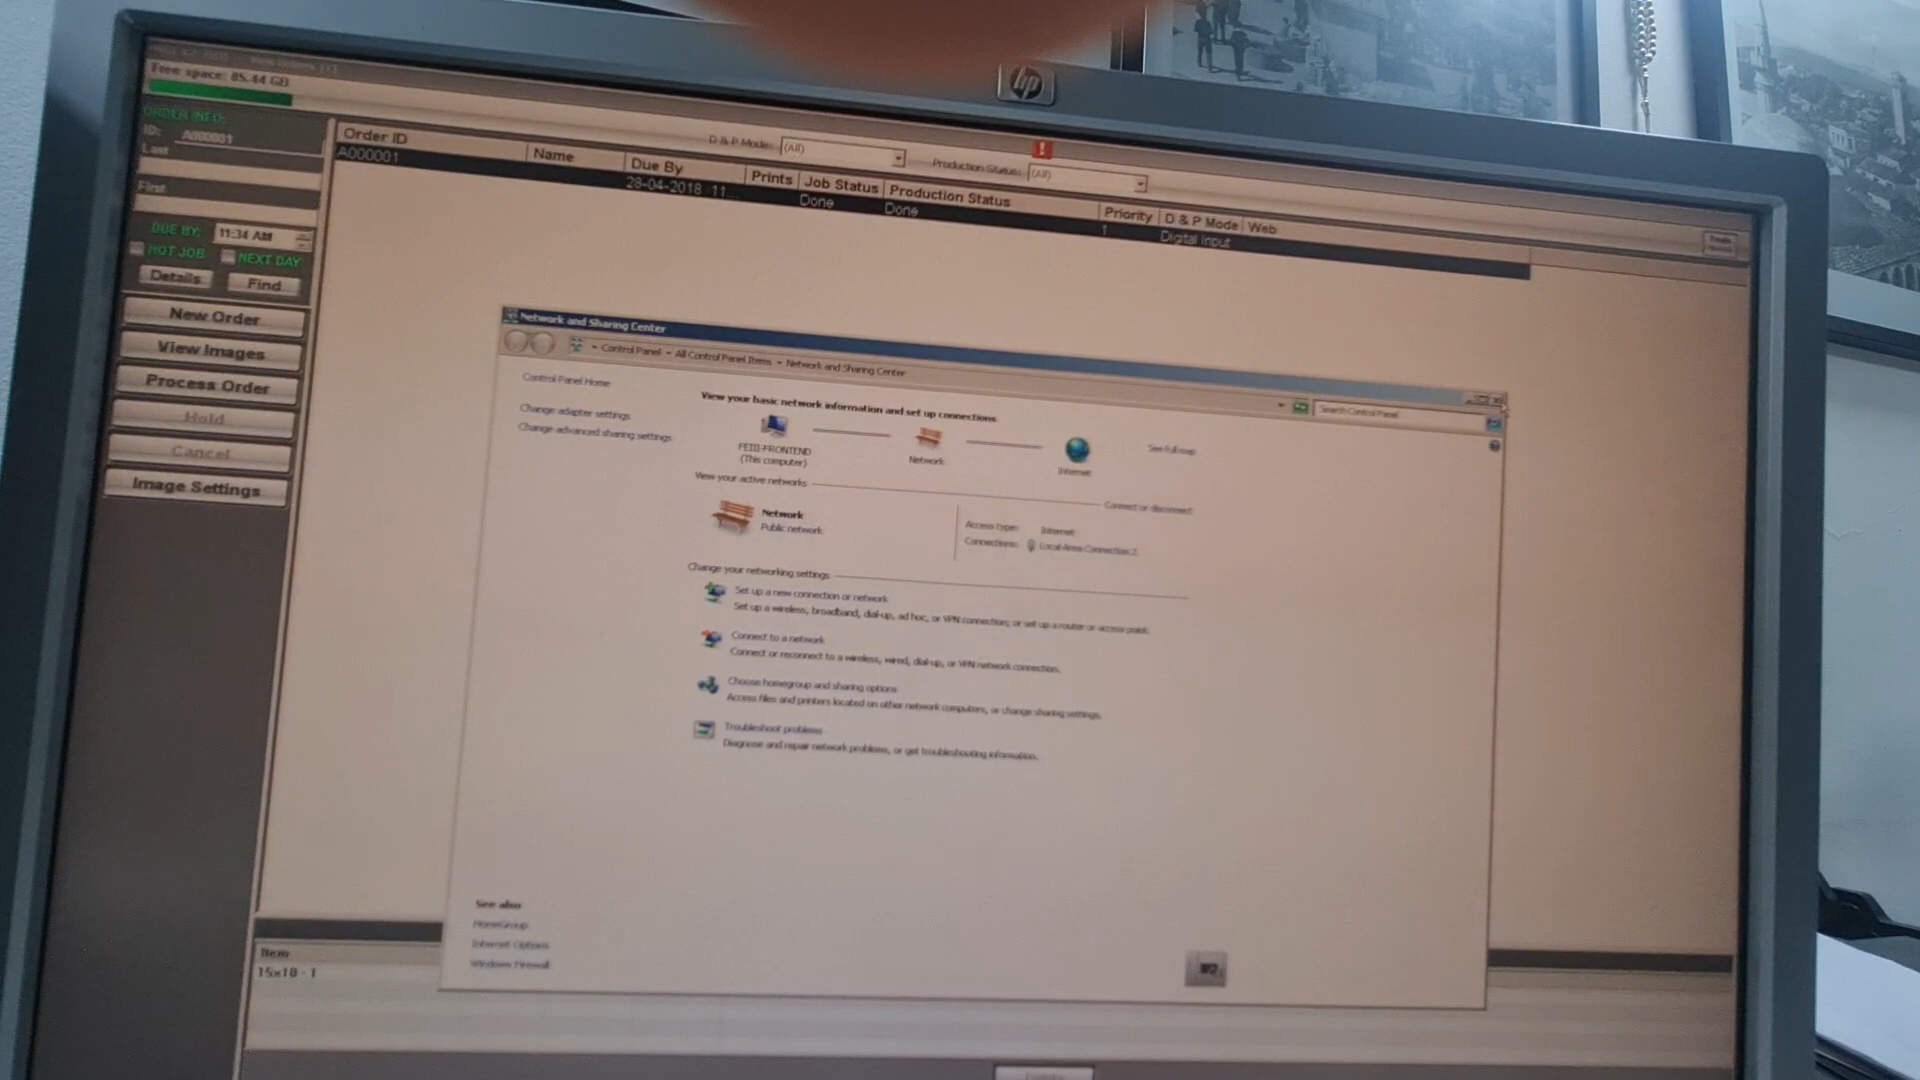 Free space: 85.44 GB
ORDER INFO:
ID: A000001
Last
First
DUE BY: 11:34 AM
HOT JOB NEXT DAY
Details Find
New Order
View Images
Process Order
Hold
Cancel
Image Settings
hp
D & P Mode: (All) Production Status: (All)
Order ID Name Due By Prints Job Status Production Status Priority D & P Mode Web
A000001 28-04-2018 11... Done Done 1 Digital Input
Network and Sharing Center
Control Panel All Control Panel Items Network and Sharing Center
Search Control Panel
Control Panel Home
Change adapter settings
Change advanced sharing settings
View your basic network information and set up connections
FEIII-FRONTEND
(This computer)
Network
Internet
See full map
View your active networks
Connect or disconnect
Network
Public network
Access type: Internet
Connections: Local Area Connection 2
Change your networking settings
Set up a new connection or network
Set up a wireless, broadband, dial-up, ad hoc, or VPN connection; or set up a router or access point.
Connect to a network
Connect or reconnect to a wireless, wired, dial-up, or VPN network connection.
Choose homegroup and sharing options
Access files and printers located on other network computers, or change sharing settings.
Troubleshoot problems
Diagnose and repair network problems, or get troubleshooting information.
See also
HomeGroup
Internet Options
Windows Firewall
Item
15x10 - 1